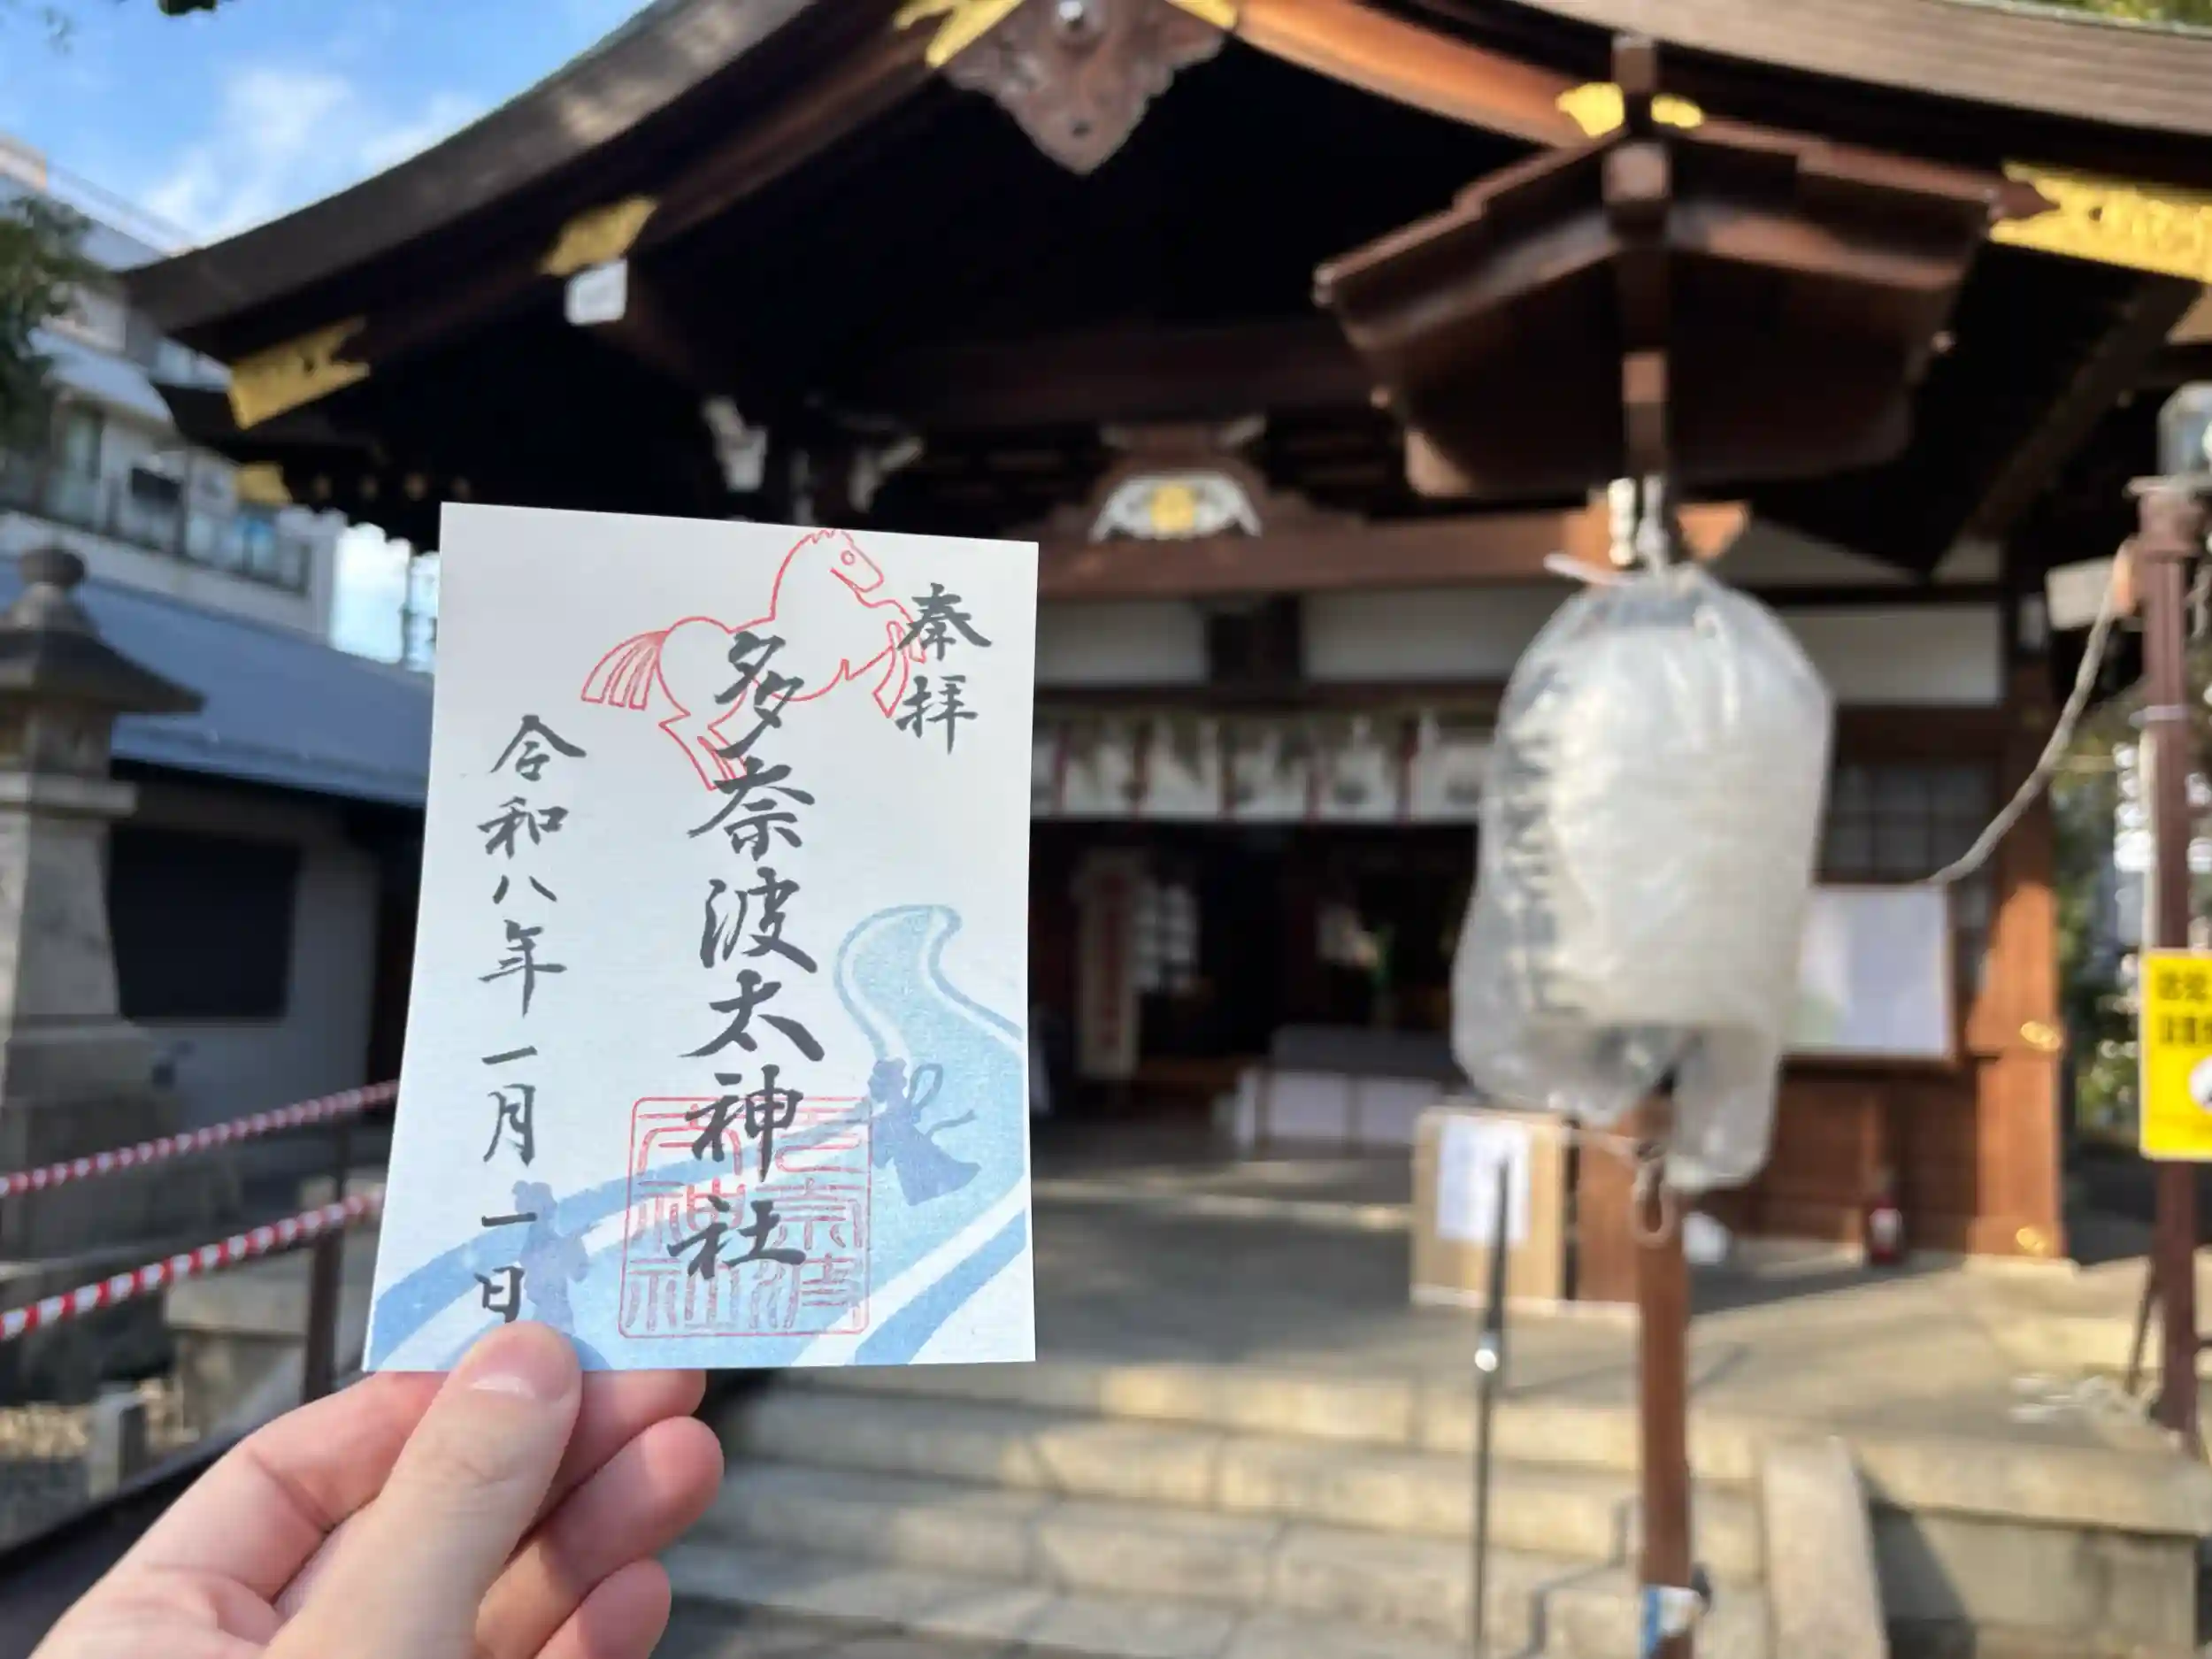 奉拝
多奈波太神社
令和八年一月一日